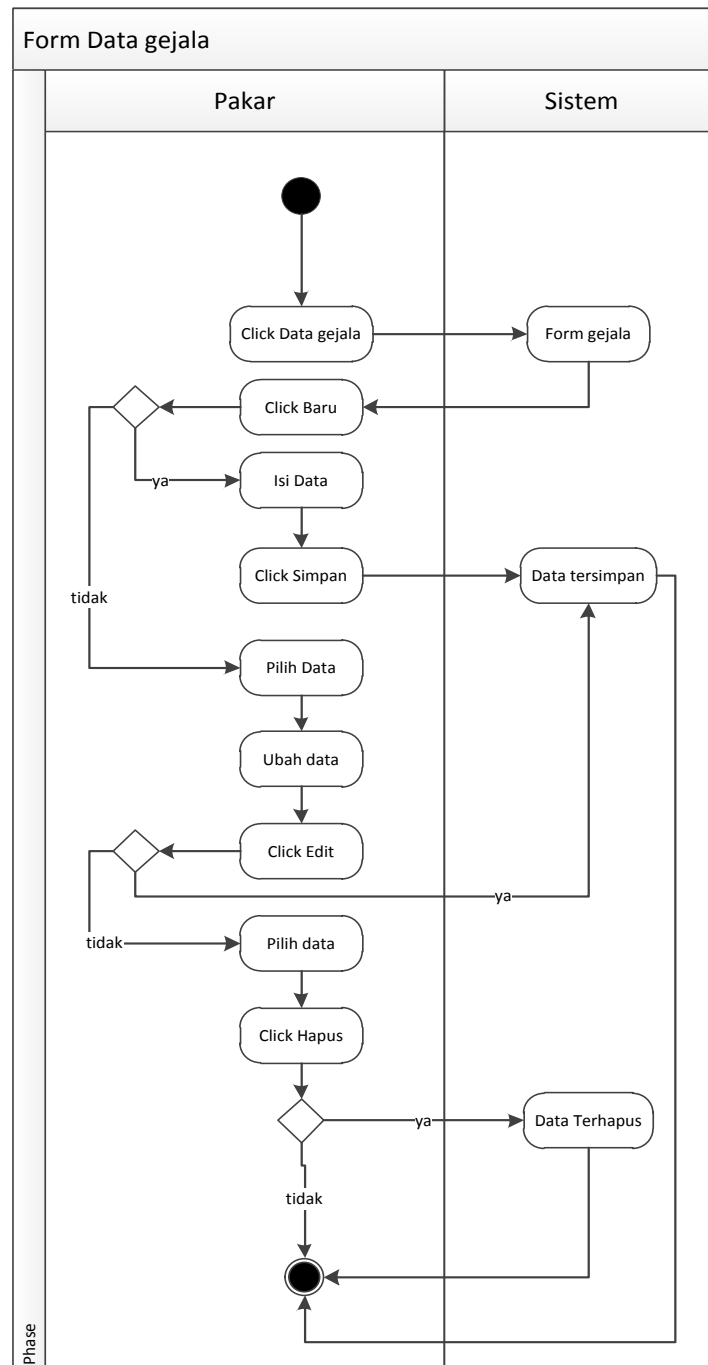 Form Data gejala
Pakar
Sistem
Click Data gejala
Form gejala
Click Baru
ya
Isi Data
Click Simpan
Data tersimpan
tidak
Pilih Data
Ubah data
Click Edit
ya
tidak
Pilih data
Click Hapus
ya
Data Terhapus
tidak
Phase